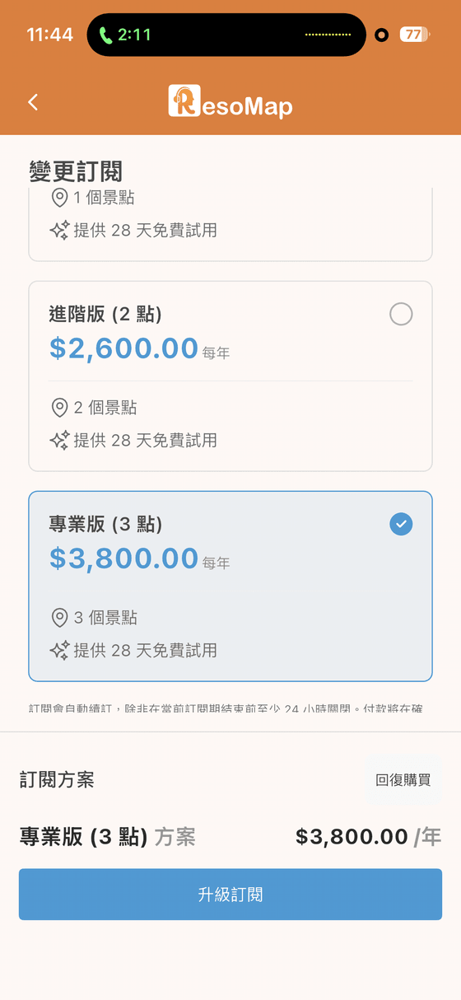 11:44
2:11
77
ResoMap
變更訂閱
1 個景點
提供 28 天免費試用
進階版 (2 點)
$2,600.00 每年
2 個景點
提供 28 天免費試用
專業版 (3 點)
$3,800.00 每年
3 個景點
提供 28 天免費試用
訂閱會自動續訂，除非在當前訂閱期結束前至少 24 小時關閉。付款將在確
訂閱方案
回復購買
專業版 (3 點) 方案
$3,800.00 /年
升級訂閱